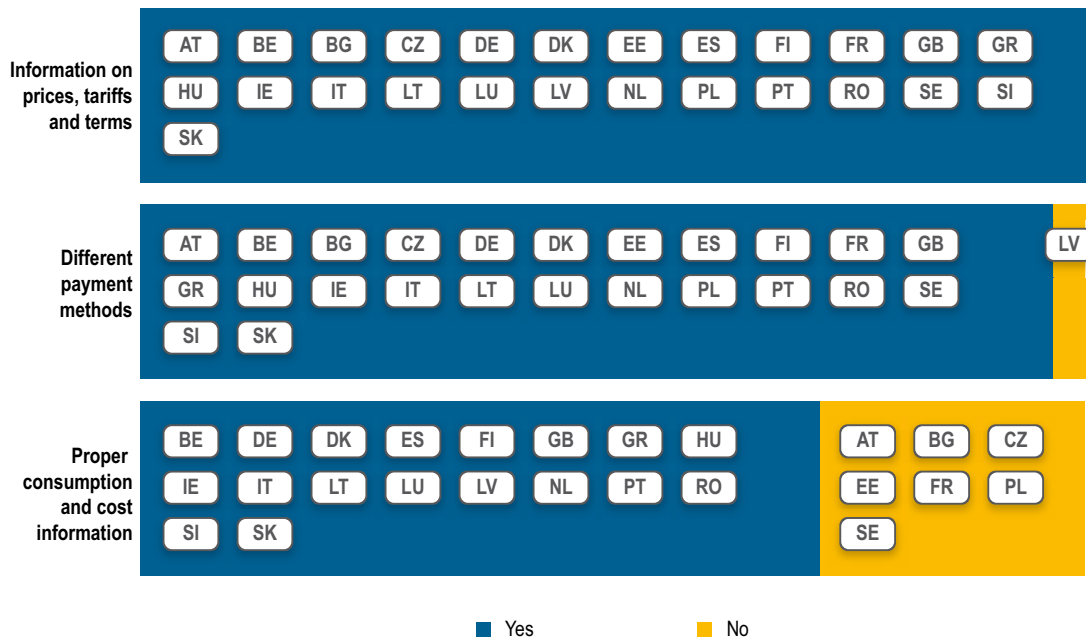 Information on
prices, tariffs
and terms
AT BE BG CZ DE DK EE ES FI FR GB GR
HU IE IT LT LU LV NL PL PT RO SE SI
SK
Different
payment
methods
AT BE BG CZ DE DK EE ES FI FR GB LV
GR HU IE IT LT LU NL PL PT RO SE
SI SK
Proper
consumption
and cost
information
BE DE DK ES FI GB GR HU AT BG CZ
IE IT LT LU LV NL PT RO EE FR PL
SI SK SE
Yes No